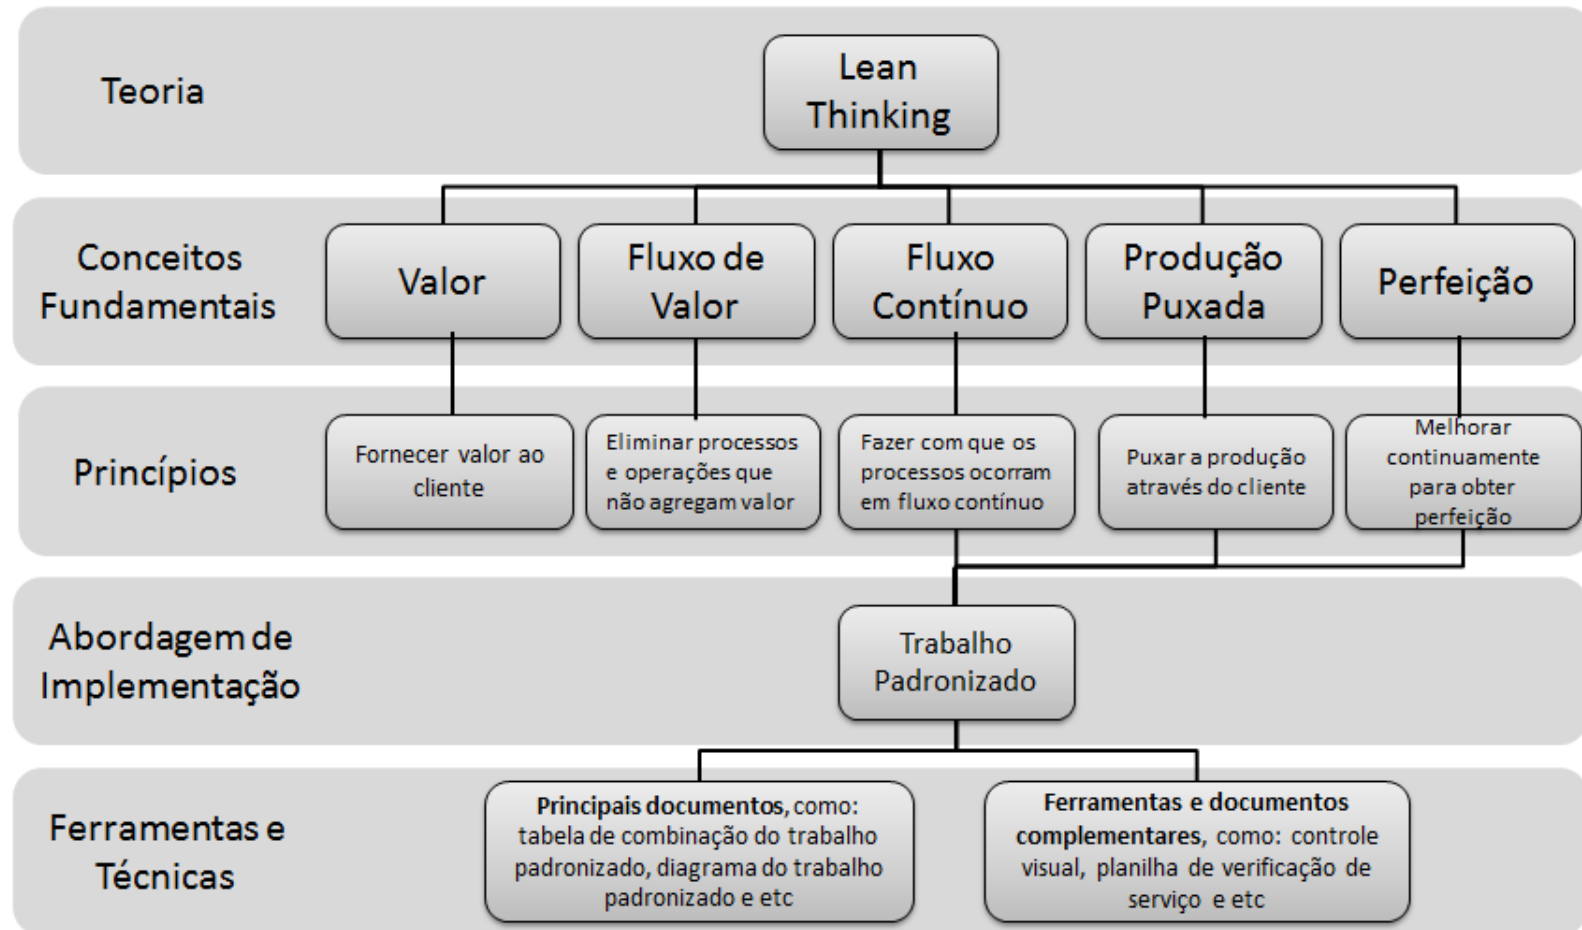 Teoria
Lean
Thinking
Conceitos
Fundamentais
Valor
Fluxo de
Valor
Fluxo
Contínuo
Produção
Puxada
Perfeição
Princípios
Fornecer valor ao
cliente
Eliminar processos
e operações que
não agregam valor
Fazer com que os
processos ocorram
em fluxo contínuo
Puxar a produção
através do cliente
Melhorar
continuamente
para obter
perfeição
Abordagem de
Implementação
Trabalho
Padronizado
Ferramentas e
Técnicas
Principais documentos, como:
tabela de combinação do trabalho
padronizado, diagrama do trabalho
padronizado e etc
Ferramentas e documentos
complementares, como: controle
visual, planilha de verificação de
serviço e etc